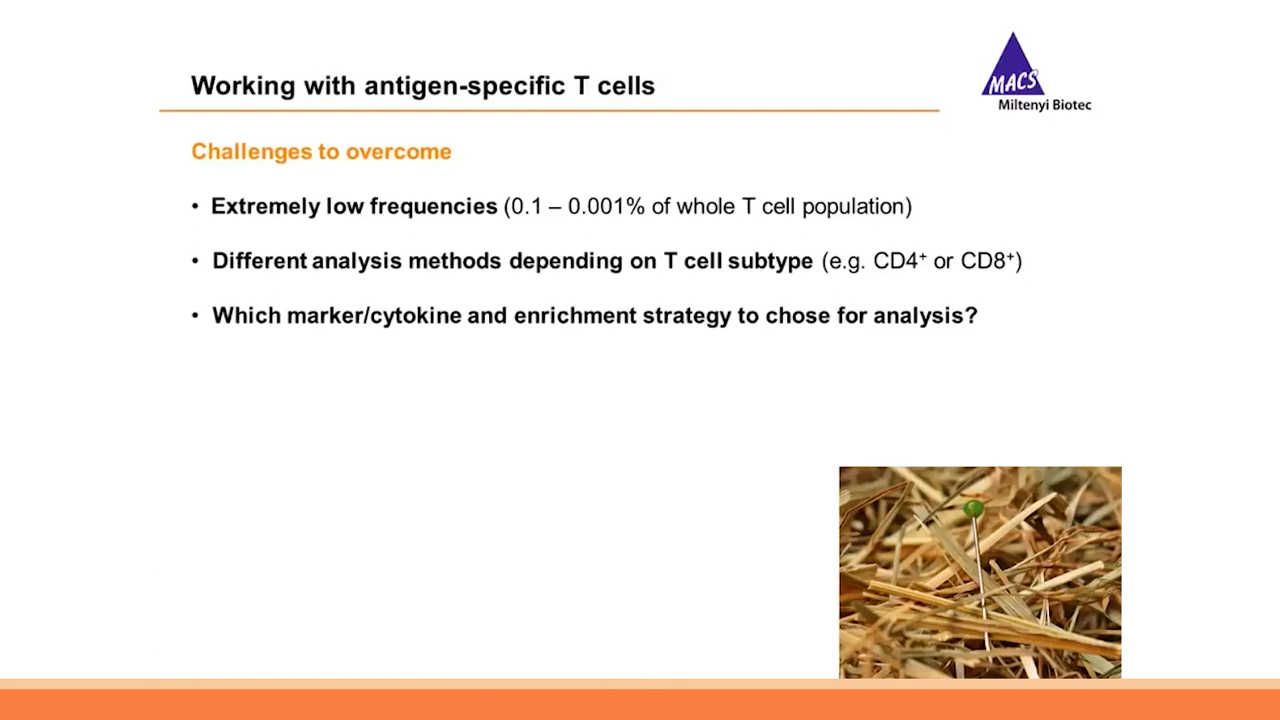 Working with antigen-specific T cells
MACS
Miltenyi Biotec
Challenges to overcome
• Extremely low frequencies (0.1 – 0.001% of whole T cell population)
• Different analysis methods depending on T cell subtype (e.g. CD4⁺ or CD8⁺)
• Which marker/cytokine and enrichment strategy to chose for analysis?